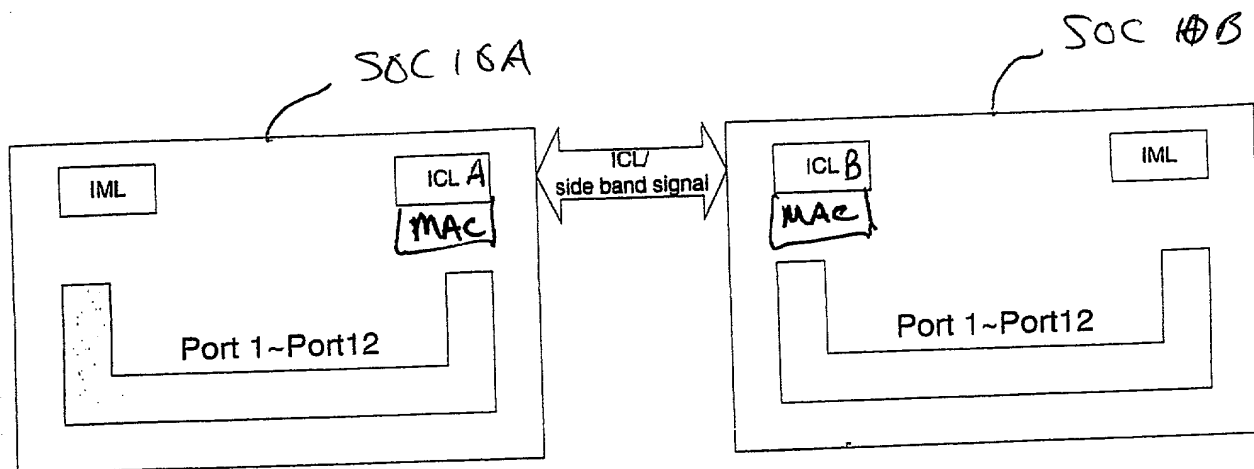 SOC 10A
SOC 10B
IML
ICL A
MAC
ICL/
side band signal
ICL B
MAC
IML
Port 1~Port12
Port 1~Port12